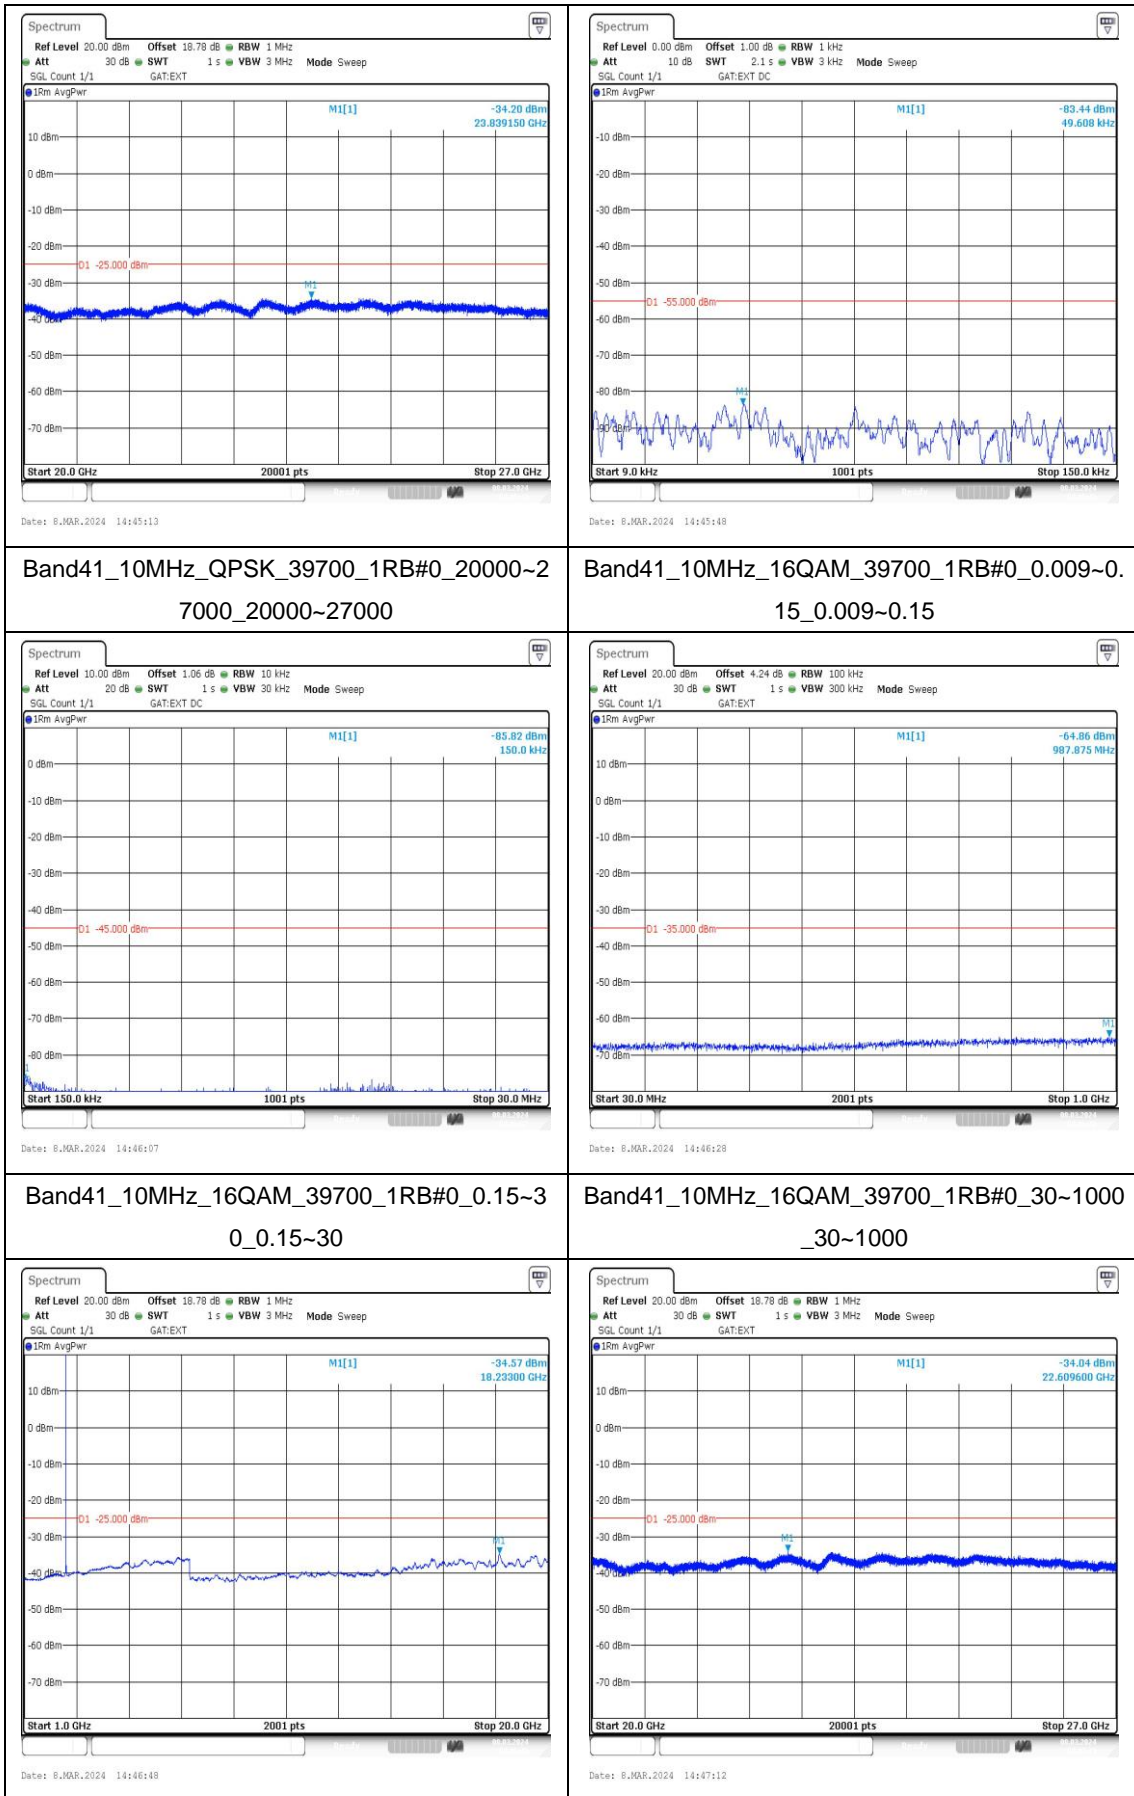 Spectrum
Ref Level 20.00 dBm Offset 18.78 dB RBW 1 MHz
Att 30 dB SWT 1 s VBW 3 MHz Mode Sweep
SGL Count 1/1 GAT:EXT
1Rm AvgPwr
M1[1] -34.20 dBm
23.839150 GHz
10 dBm
0 dBm
-10 dBm
-20 dBm
D1 -25.000 dBm
-30 dBm
M1
-40 dBm
-50 dBm
-60 dBm
-70 dBm
Start 20.0 GHz 20001 pts Stop 27.0 GHz
Date: 8.MAR.2024 14:45:13
Spectrum
Ref Level 0.00 dBm Offset 1.00 dB RBW 1 kHz
Att 10 dB SWT 2.1 s VBW 3 kHz Mode Sweep
SGL Count 1/1 GAT:EXT DC
1Rm AvgPwr
M1[1] -83.44 dBm
49.608 kHz
-10 dBm
-20 dBm
-30 dBm
-40 dBm
-50 dBm
D1 -55.000 dBm
-60 dBm
-70 dBm
-80 dBm
M1
-90 dBm
Start 9.0 kHz 1001 pts Stop 150.0 kHz
Date: 8.MAR.2024 14:45:48
Band41_10MHz_QPSK_39700_1RB#0_20000~2
7000_20000~27000
Band41_10MHz_16QAM_39700_1RB#0_0.009~0.
15_0.009~0.15
Spectrum
Ref Level 10.00 dBm Offset 1.06 dB RBW 10 kHz
Att 20 dB SWT 1 s VBW 30 kHz Mode Sweep
SGL Count 1/1 GAT:EXT DC
1Rm AvgPwr
M1[1] -85.82 dBm
150.0 kHz
0 dBm
-10 dBm
-20 dBm
-30 dBm
-40 dBm
D1 -45.000 dBm
-50 dBm
-60 dBm
-70 dBm
-80 dBm
Start 150.0 kHz 1001 pts Stop 30.0 MHz
Date: 8.MAR.2024 14:46:07
Spectrum
Ref Level 20.00 dBm Offset 4.24 dB RBW 100 kHz
Att 30 dB SWT 1 s VBW 300 kHz Mode Sweep
SGL Count 1/1 GAT:EXT
1Rm AvgPwr
M1[1] -64.86 dBm
987.875 MHz
10 dBm
0 dBm
-10 dBm
-20 dBm
-30 dBm
D1 -35.000 dBm
-40 dBm
-50 dBm
-60 dBm
M1
-70 dBm
Start 30.0 MHz 2001 pts Stop 1.0 GHz
Date: 8.MAR.2024 14:46:28
Band41_10MHz_16QAM_39700_1RB#0_0.15~3
0_0.15~30
Band41_10MHz_16QAM_39700_1RB#0_30~1000
_30~1000
Spectrum
Ref Level 20.00 dBm Offset 18.78 dB RBW 1 MHz
Att 30 dB SWT 1 s VBW 3 MHz Mode Sweep
SGL Count 1/1 GAT:EXT
1Rm AvgPwr
M1[1] -34.57 dBm
18.23300 GHz
10 dBm
0 dBm
-10 dBm
-20 dBm
D1 -25.000 dBm
-30 dBm
M1
-40 dBm
-50 dBm
-60 dBm
-70 dBm
Start 1.0 GHz 2001 pts Stop 20.0 GHz
Date: 8.MAR.2024 14:46:48
Spectrum
Ref Level 20.00 dBm Offset 18.78 dB RBW 1 MHz
Att 30 dB SWT 1 s VBW 3 MHz Mode Sweep
SGL Count 1/1 GAT:EXT
1Rm AvgPwr
M1[1] -34.04 dBm
22.609600 GHz
10 dBm
0 dBm
-10 dBm
-20 dBm
D1 -25.000 dBm
-30 dBm
M1
-40 dBm
-50 dBm
-60 dBm
-70 dBm
Start 20.0 GHz 20001 pts Stop 27.0 GHz
Date: 8.MAR.2024 14:47:12